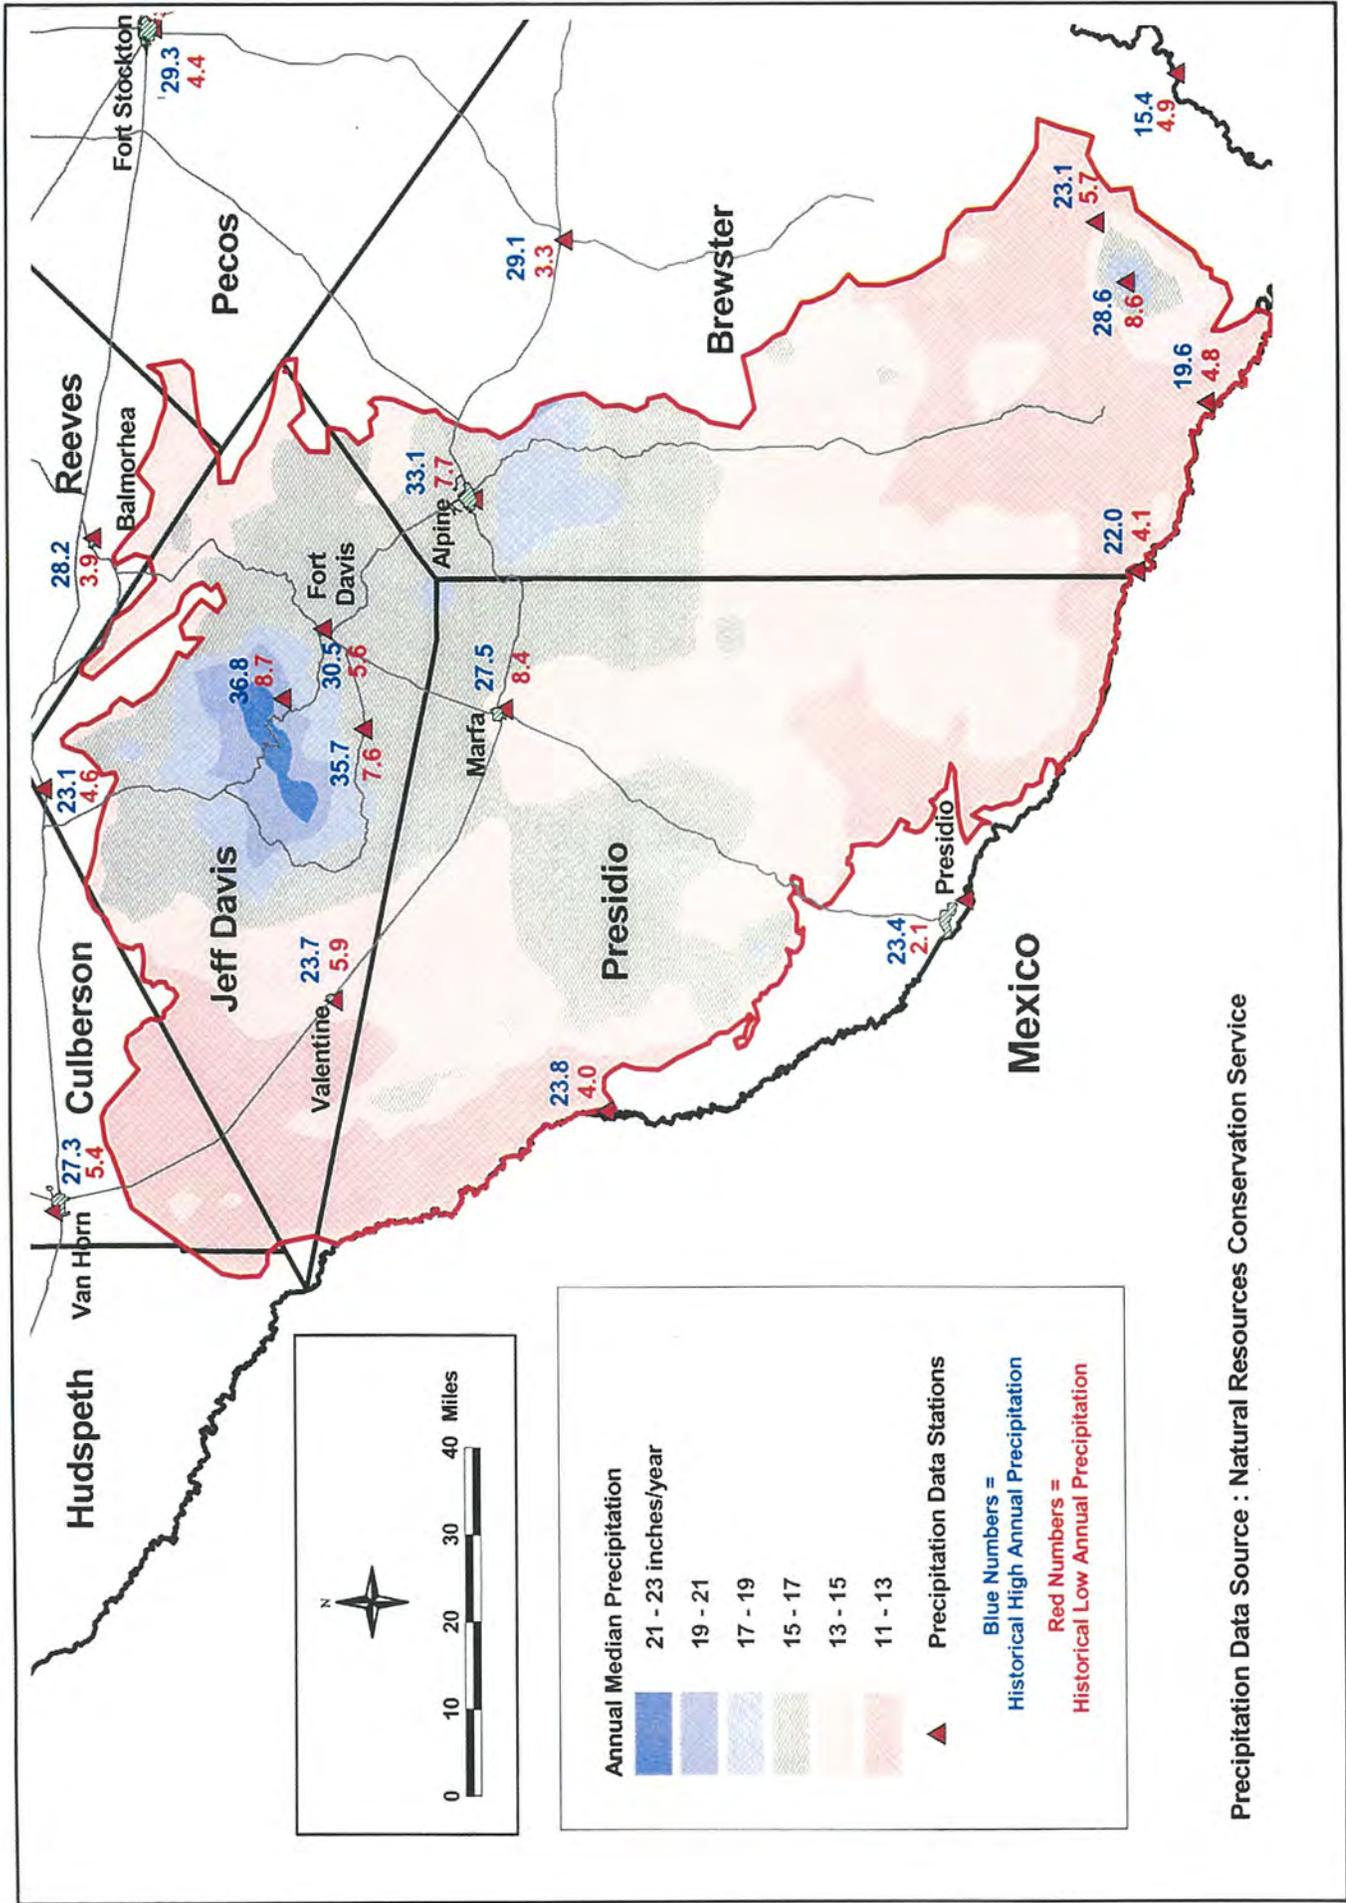 Hudspeth
Van Horn
27.3
5.4
Culberson
23.1
4.6
28.2
3.9
Reeves
Balmorhea
Fort Stockton
29.3
4.4
Pecos
Jeff Davis
36.8
8.7
Fort
Davis
30.5
5.6
35.7
7.6
Valentine
23.7
5.9
Marfa
27.5
8.4
Alpine
33.1
7.7
29.1
3.3
Brewster
Presidio
23.8
4.0
23.4
2.1
Presidio
Mexico
22.0
4.1
19.6
4.8
28.6
8.6
23.1
5.7
15.4
4.9
N
0 10 20 30 40 Miles
Annual Median Precipitation
21 - 23 inches/year
19 - 21
17 - 19
15 - 17
13 - 15
11 - 13
Precipitation Data Stations
Blue Numbers =
Historical High Annual Precipitation
Red Numbers =
Historical Low Annual Precipitation
Precipitation Data Source : Natural Resources Conservation Service